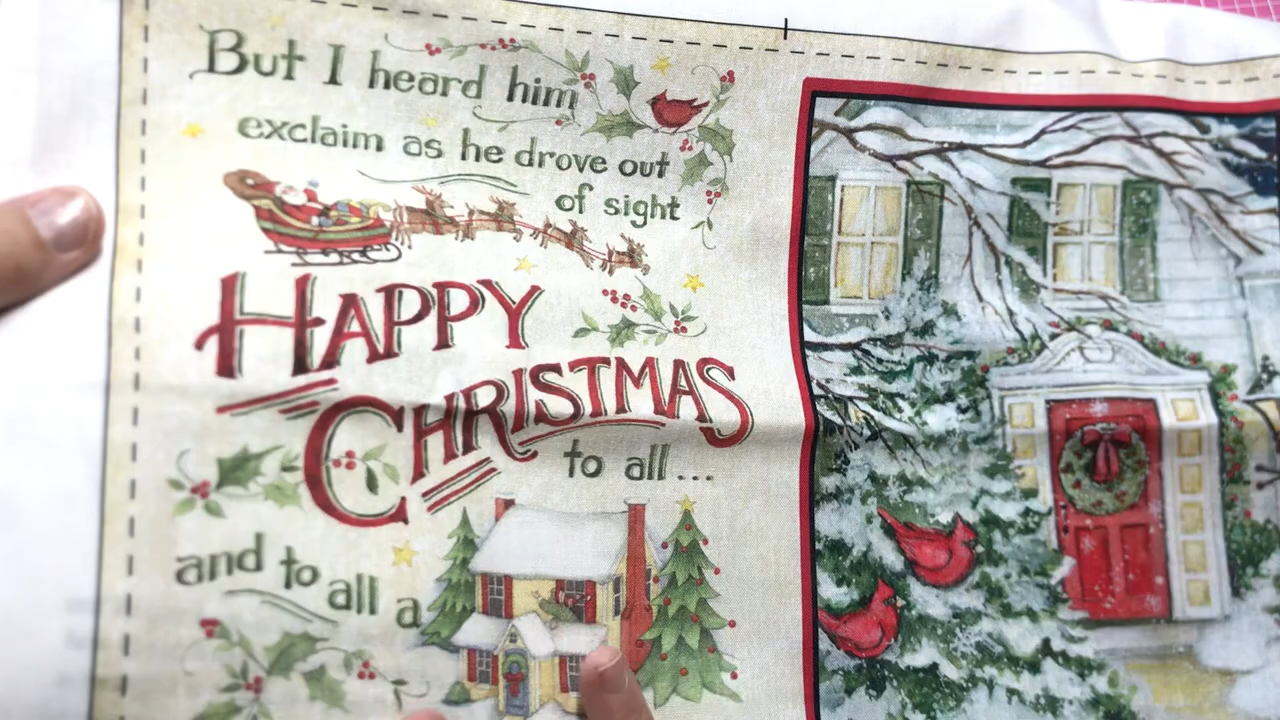 But I heard him
exclaim as he drove out
of sight
HAPPY
CHRISTMAS
to all...
and to all a